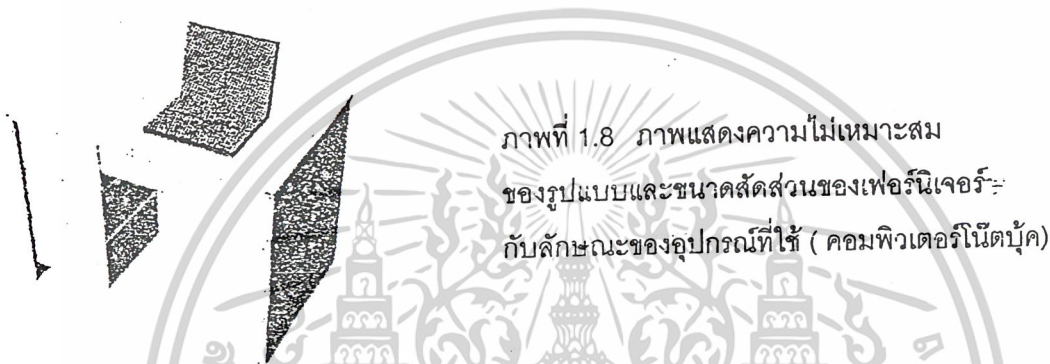 ภาพที่ 1.8 ภาพแสดงความไม่เหมาะสม
ของรูปแบบและขนาดสัดส่วนของเฟอร์นิเจอร์
กับลักษณะของอุปกรณ์ที่ใช้ ( คอมพิวเตอร์โน๊ตบุ้ค)